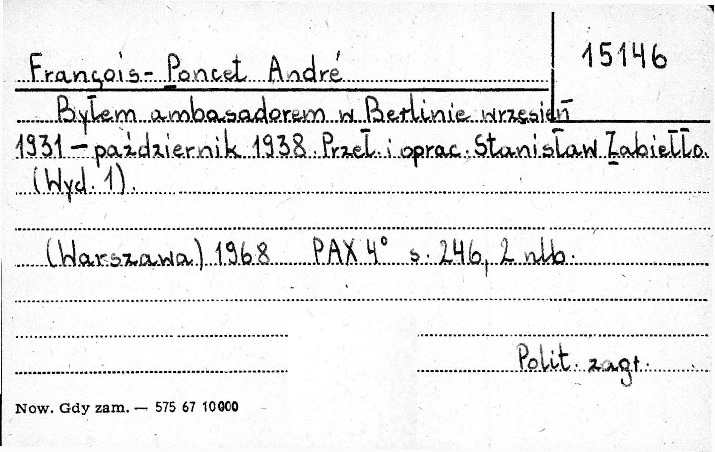 15146
François-Poncet André
Byłem ambasadorem w Berlinie wrzesień
1931 – październik 1938. Przeł. i oprac. Stanisław Zabiełło.
(Wyd. 1).
(Warszawa) 1968 PAX 4° s. 246, 2 nlb.
Polit. zagr.
Now. Gdy zam. — 575 67 10000